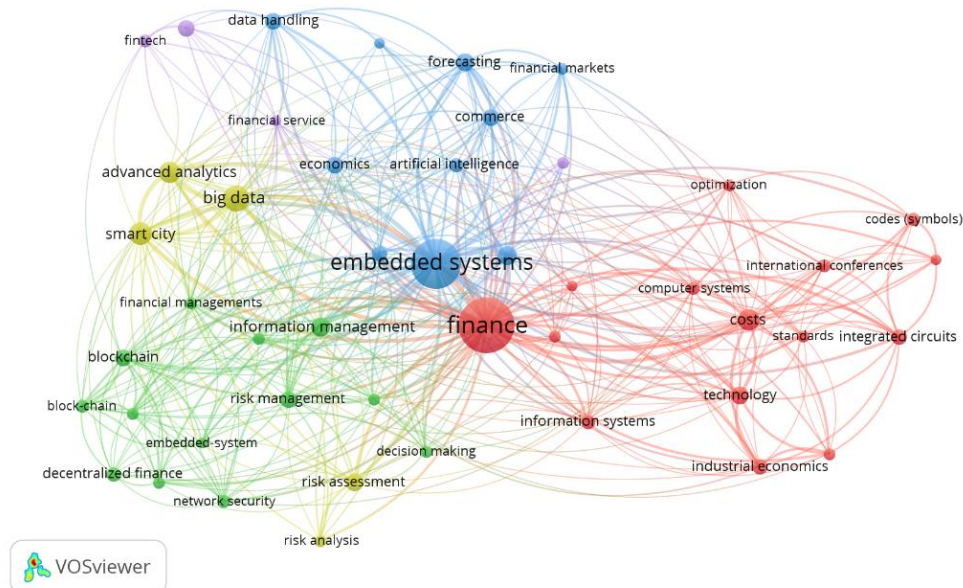 data handling
fintech
forecasting
financial markets
financial service
commerce
economics
artificial intelligence
advanced analytics
big data
optimization
smart city
codes (symbols)
embedded systems
international conferences
computer systems
financial managements
information management
finance
costs
standards
integrated circuits
blockchain
block-chain
risk management
technology
information systems
embedded-system
decision making
decentralized finance
risk assessment
industrial economics
network security
risk analysis
VOSviewer